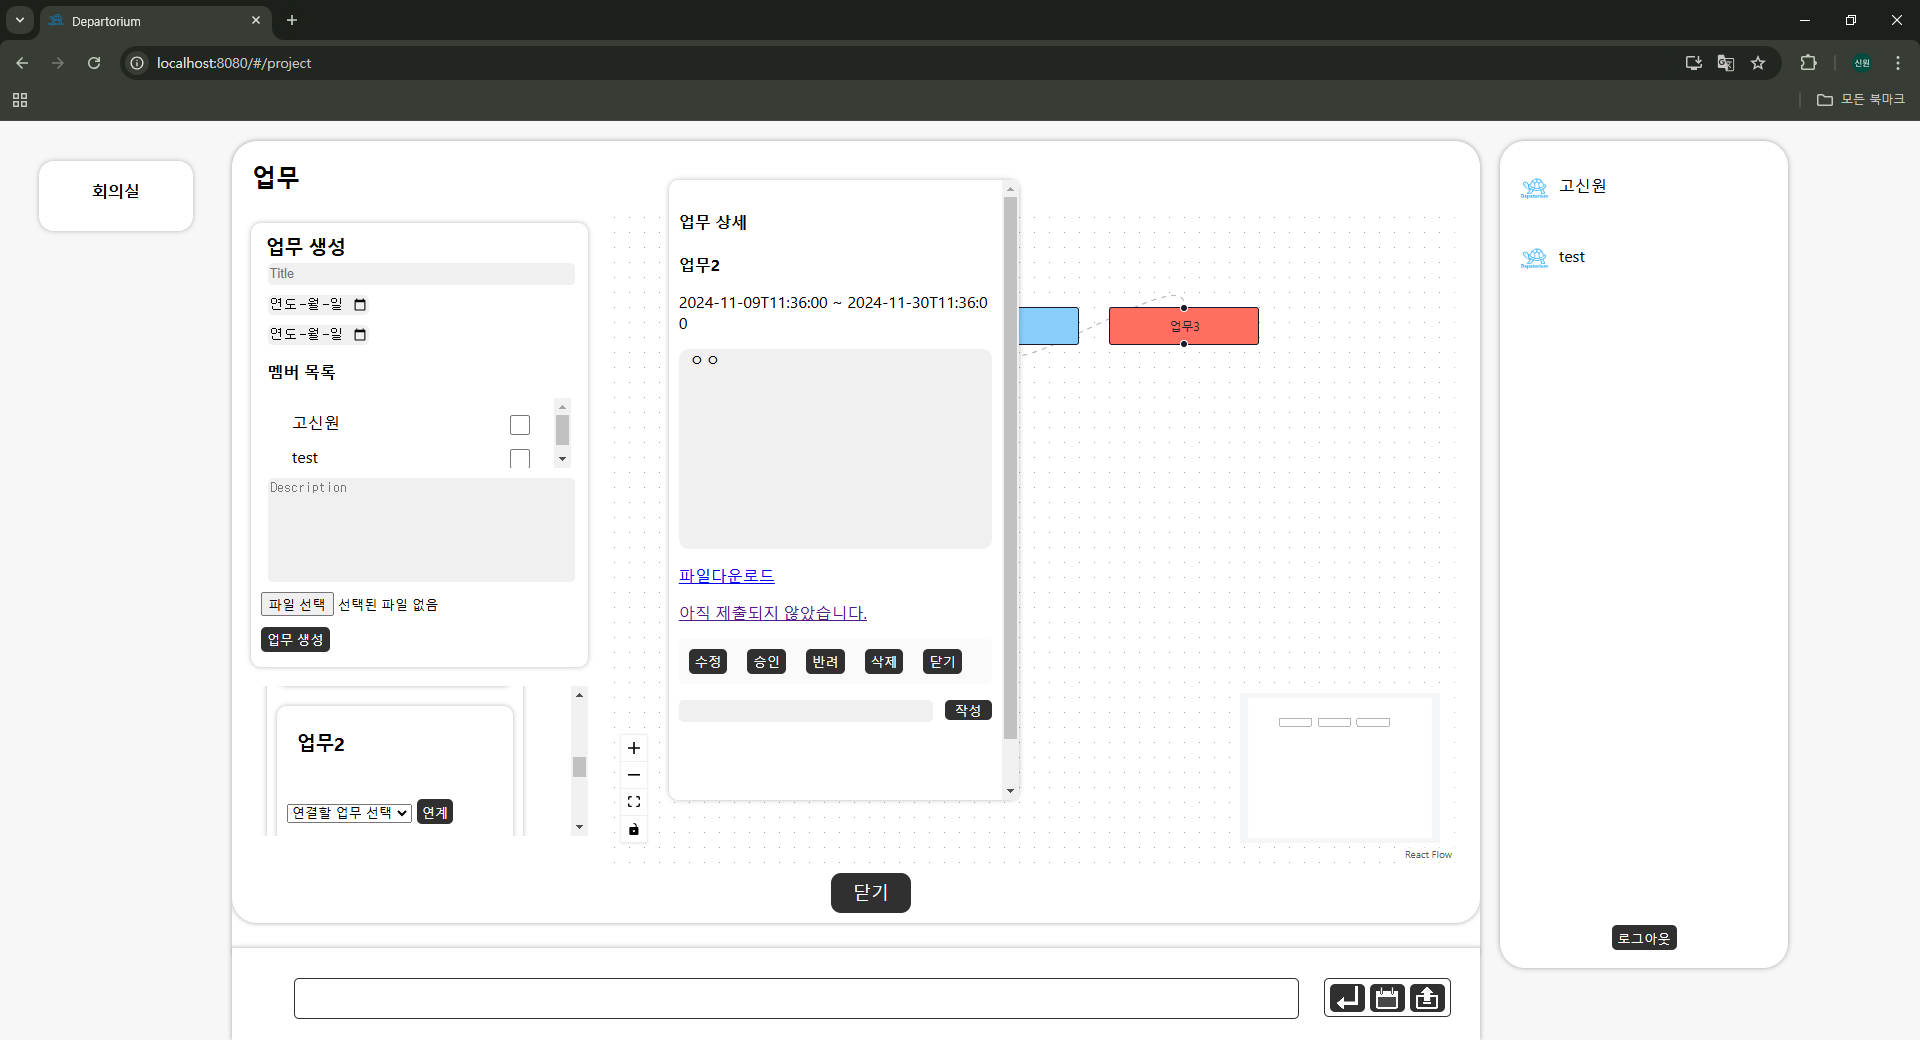 Departorium
localhost:8080/#/project
신원
모든 북마크
회의실
업무
업무 생성
Title
연도-월-일
연도-월-일
멤버 목록
고신원
test
Description
파일 선택 선택된 파일 없음
업무 생성
업무2
연결할 업무 선택 연계
업무 상세
업무2
2024-11-09T11:36:00 ~ 2024-11-30T11:36:0
0
ㅇㅇ
파일다운로드
아직 제출되지 않았습니다.
수정 승인 반려 삭제 닫기
작성
업무3
React Flow
닫기
고신원
test
로그아웃